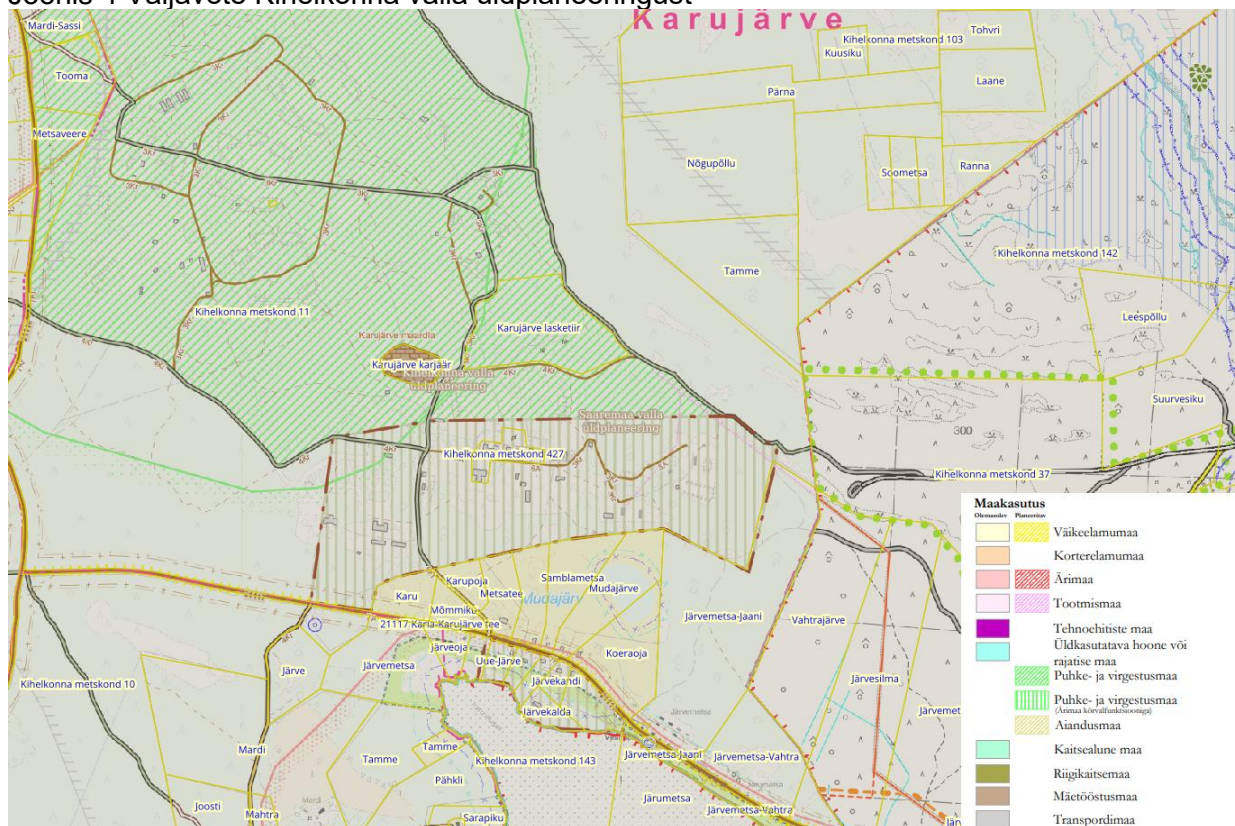 Joonis 1 Väljavõte Kihelkonna valla üldplaneeringust
Karujärve
Mardi-Sassi
Tooma
Metsaveere
Kihelkonna metskond 103
Kuusiku
Tohvri
Laane
Pärna
Nõgupõllu
Soometsa
Ranna
Tamme
Kihelkonna metskond 142
Leespõllu
Suurvesiku
300
Kihelkonna metskond 37
Kihelkonna metskond 11
Karujärve lasketiir
Karujärve maardla
Karujärve karjäär
Kihelkonna valla
üldplaneering
Saaremaa valla
üldplaneering
Kihelkonna metskond 427
Karu
Karupoja
Metsatee
Mõmmiku
Samblametsa
Mudajärve
Mudajärv
21117 Kärla-Karujärve tee
Järveoja
Uue-Järve
Koeraoja
Järvemetsa-Jaani
Vahtrajärve
Järvesilma
Järvemetsa
Järve
Järvekandi
Järvekalda
Kihelkonna metskond 10
Mardi
Tamme
Tamme
Pähkli
Kihelkonna metskond 143
Järvemetsa-Jaani
Järvemetsa-Vahtra
Järumetsa
Järvemetsa-Vahtra
Joosti
Mahtra
Sarapiku
Maakasutus
Olemasolev Planeeritav
Väikeelamumaa
Korterelamumaa
Ärimaa
Tootmismaa
Tehnoehitiste maa
Üldkasutatava hoone või
rajatise maa
Puhke- ja virgestusmaa
Puhke- ja virgestusmaa
(Ärimaa kõrvalfunktsiooniga)
Aiandusmaa
Kaitsealune maa
Riigikaitsemaa
Mäetööstusmaa
Transpordimaa